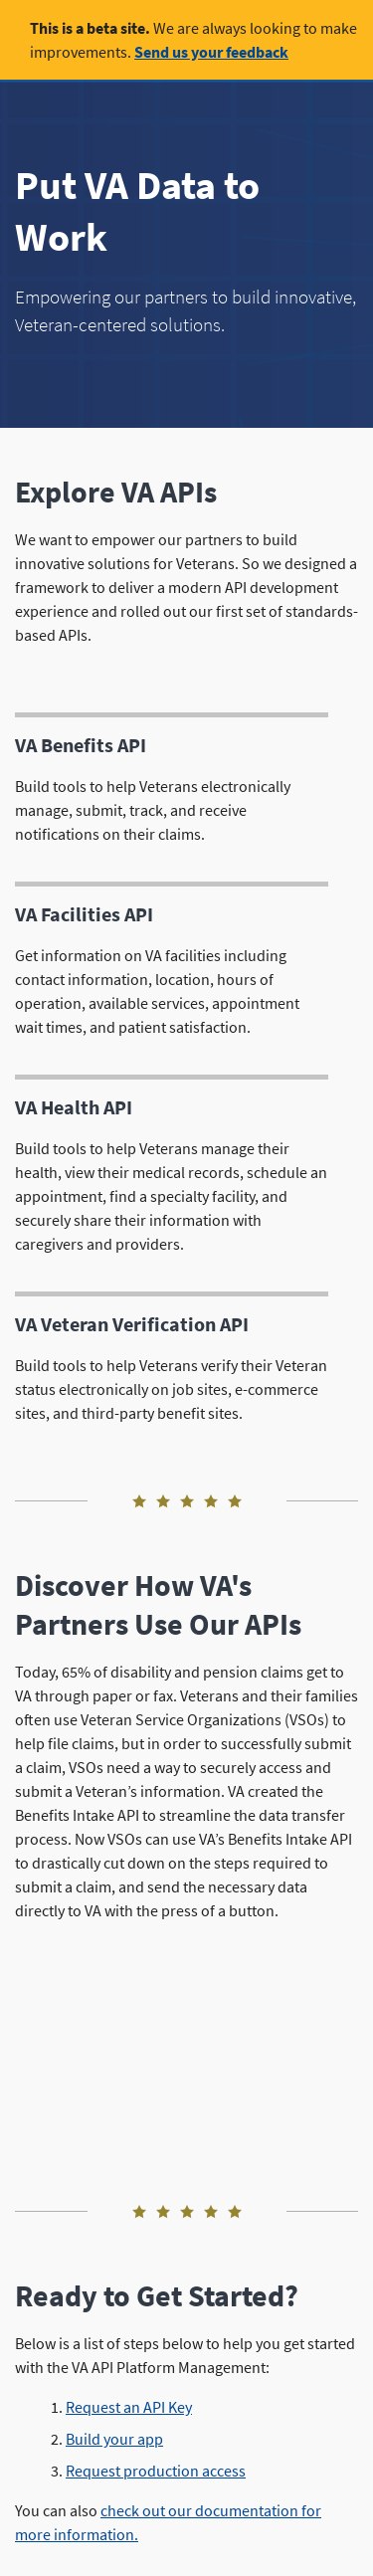 This is a beta site. We are always looking to make
improvements. Send us your feedback
Put VA Data to
Work
Empowering our partners to build innovative,
Veteran-centered solutions.
Explore VA APIs
We want to empower our partners to build
innovative solutions for Veterans. So we designed a
framework to deliver a modern API development
experience and rolled out our first set of standards-
based APIs.
VA Benefits API
Build tools to help Veterans electronically
manage, submit, track, and receive
notifications on their claims.
VA Facilities API
Get information on VA facilities including
contact information, location, hours of
operation, available services, appointment
wait times, and patient satisfaction.
VA Health API
Build tools to help Veterans manage their
health, view their medical records, schedule an
appointment, find a specialty facility, and
securely share their information with
caregivers and providers.
VA Veteran Verification API
Build tools to help Veterans verify their Veteran
status electronically on job sites, e-commerce
sites, and third-party benefit sites.
Discover How VA's
Partners Use Our APIs
Today, 65% of disability and pension claims get to
VA through paper or fax. Veterans and their families
often use Veteran Service Organizations (VSOs) to
help file claims, but in order to successfully submit
a claim, VSOs need a way to securely access and
submit a Veteran’s information. VA created the
Benefits Intake API to streamline the data transfer
process. Now VSOs can use VA’s Benefits Intake API
to drastically cut down on the steps required to
submit a claim, and send the necessary data
directly to VA with the press of a button.
Ready to Get Started?
Below is a list of steps below to help you get started
with the VA API Platform Management:
1. Request an API Key
2. Build your app
3. Request production access
You can also check out our documentation for
more information.